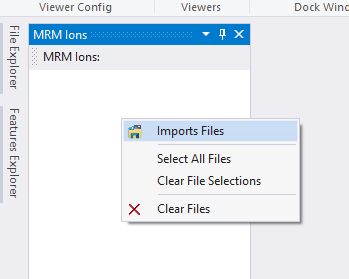 Viewer Config
Viewers
Dock Wind
File Explorer
Features Explorer
MRM Ions
MRM Ions:
Imports Files
Select All Files
Clear File Selections
Clear Files